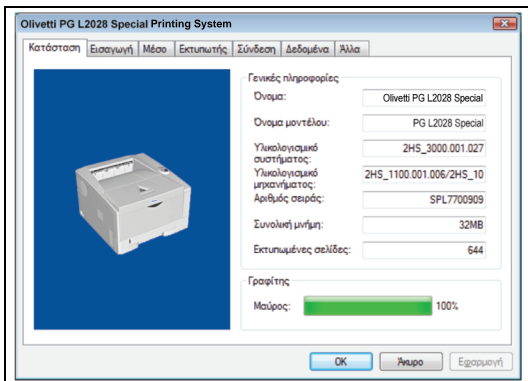 Olivetti PG L2028 Special Printing System
Κατάσταση Εισαγωγή Μέσο Εκτυπωτής Σύνδεση Δεδομένα Άλλα
Γενικές πληροφορίες
Όνομα: Olivetti PG L2028 Special
Όνομα μοντέλου: PG L2028 Special
Υλικολογισμικό
συστήματος: 2HS_3000.001.027
Υλικολογισμικό
μηχανήματος: 2HS_1100.001.006/2HS_10
Αριθμός σειράς: SPL7700909
Συνολική μνήμη: 32MB
Εκτυπωμένες σελίδες: 644
Γραφίτης
Μαύρος: 100%
OK Άκυρο Εφαρμογή